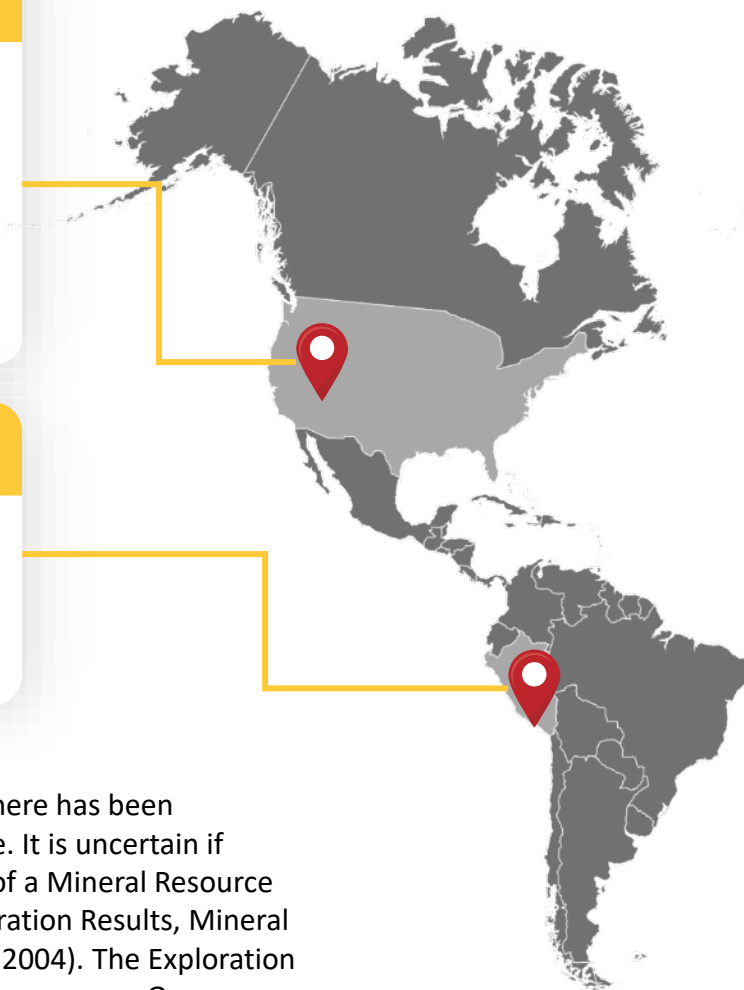 here has been
. It is uncertain if
of a Mineral Resource
ration Results, Mineral
2004). The Exploration